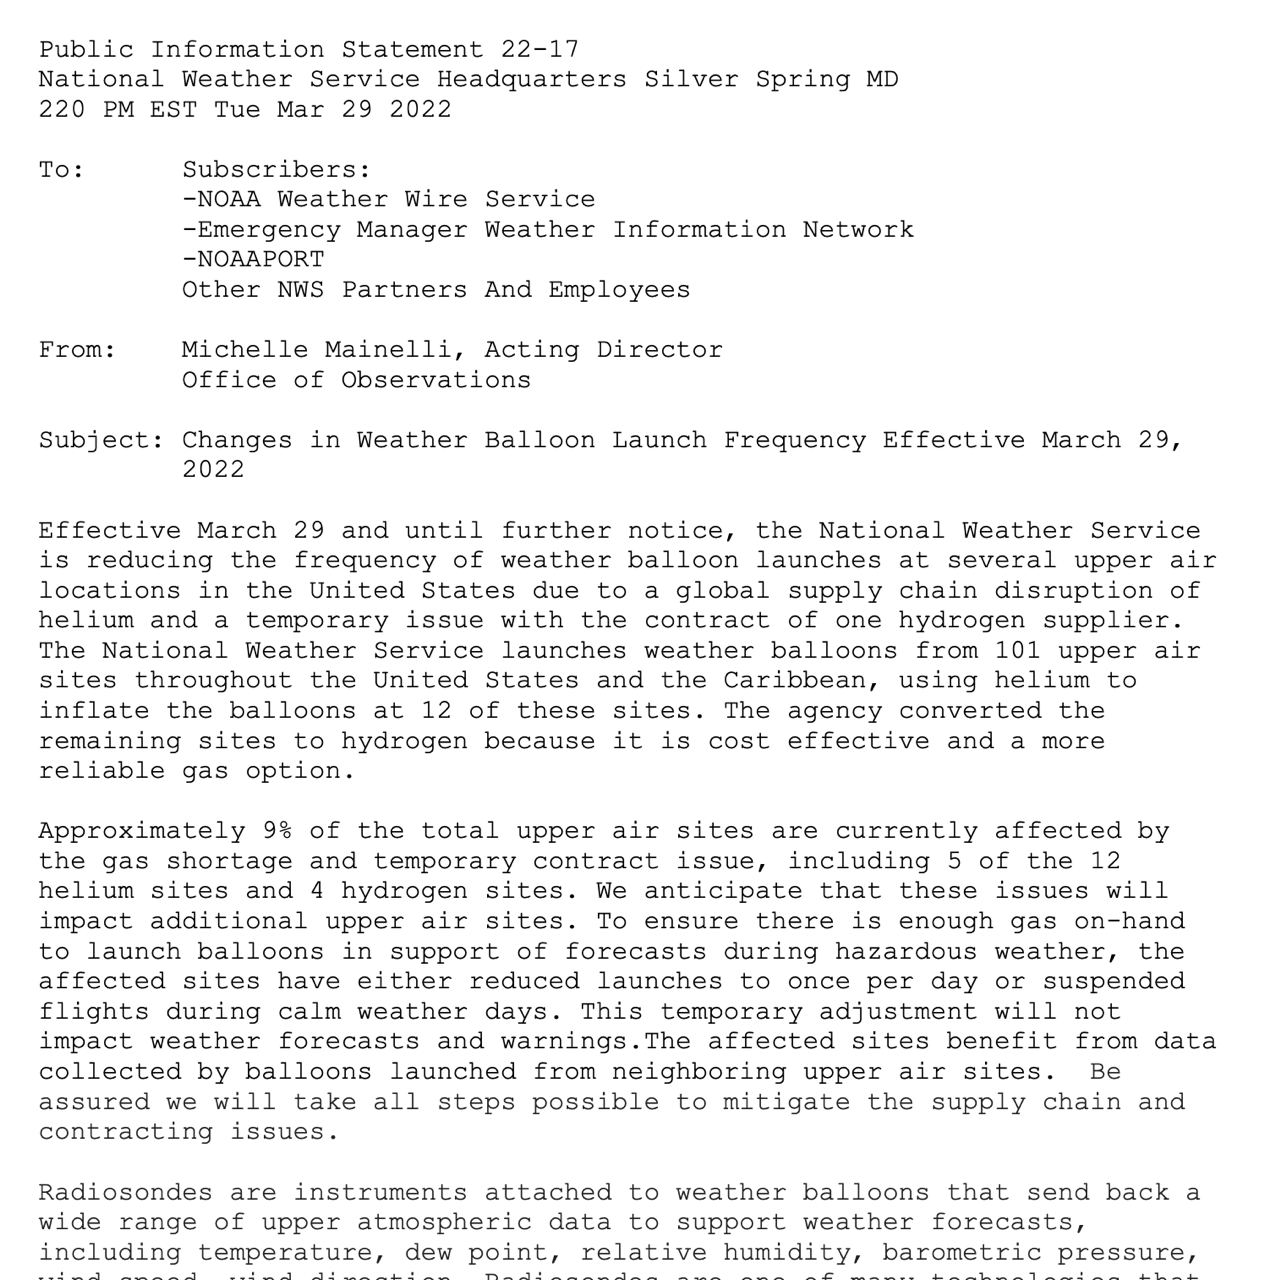 Public Information Statement 22-17
National Weather Service Headquarters Silver Spring MD
220 PM EST Tue Mar 29 2022
To: Subscribers:
-NOAA Weather Wire Service
-Emergency Manager Weather Information Network
-NOAAPORT
Other NWS Partners And Employees
From: Michelle Mainelli, Acting Director
Office of Observations
Subject: Changes in Weather Balloon Launch Frequency Effective March 29,
2022
Effective March 29 and until further notice, the National Weather Service
is reducing the frequency of weather balloon launches at several upper air
locations in the United States due to a global supply chain disruption of
helium and a temporary issue with the contract of one hydrogen supplier.
The National Weather Service launches weather balloons from 101 upper air
sites throughout the United States and the Caribbean, using helium to
inflate the balloons at 12 of these sites. The agency converted the
remaining sites to hydrogen because it is cost effective and a more
reliable gas option.
Approximately 9% of the total upper air sites are currently affected by
the gas shortage and temporary contract issue, including 5 of the 12
helium sites and 4 hydrogen sites. We anticipate that these issues will
impact additional upper air sites. To ensure there is enough gas on-hand
to launch balloons in support of forecasts during hazardous weather, the
affected sites have either reduced launches to once per day or suspended
flights during calm weather days. This temporary adjustment will not
impact weather forecasts and warnings.The affected sites benefit from data
collected by balloons launched from neighboring upper air sites.  Be
assured we will take all steps possible to mitigate the supply chain and
contracting issues.
Radiosondes are instruments attached to weather balloons that send back a
wide range of upper atmospheric data to support weather forecasts,
including temperature, dew point, relative humidity, barometric pressure,
wind speed, wind direction. Radiosondes are one of many technologies that